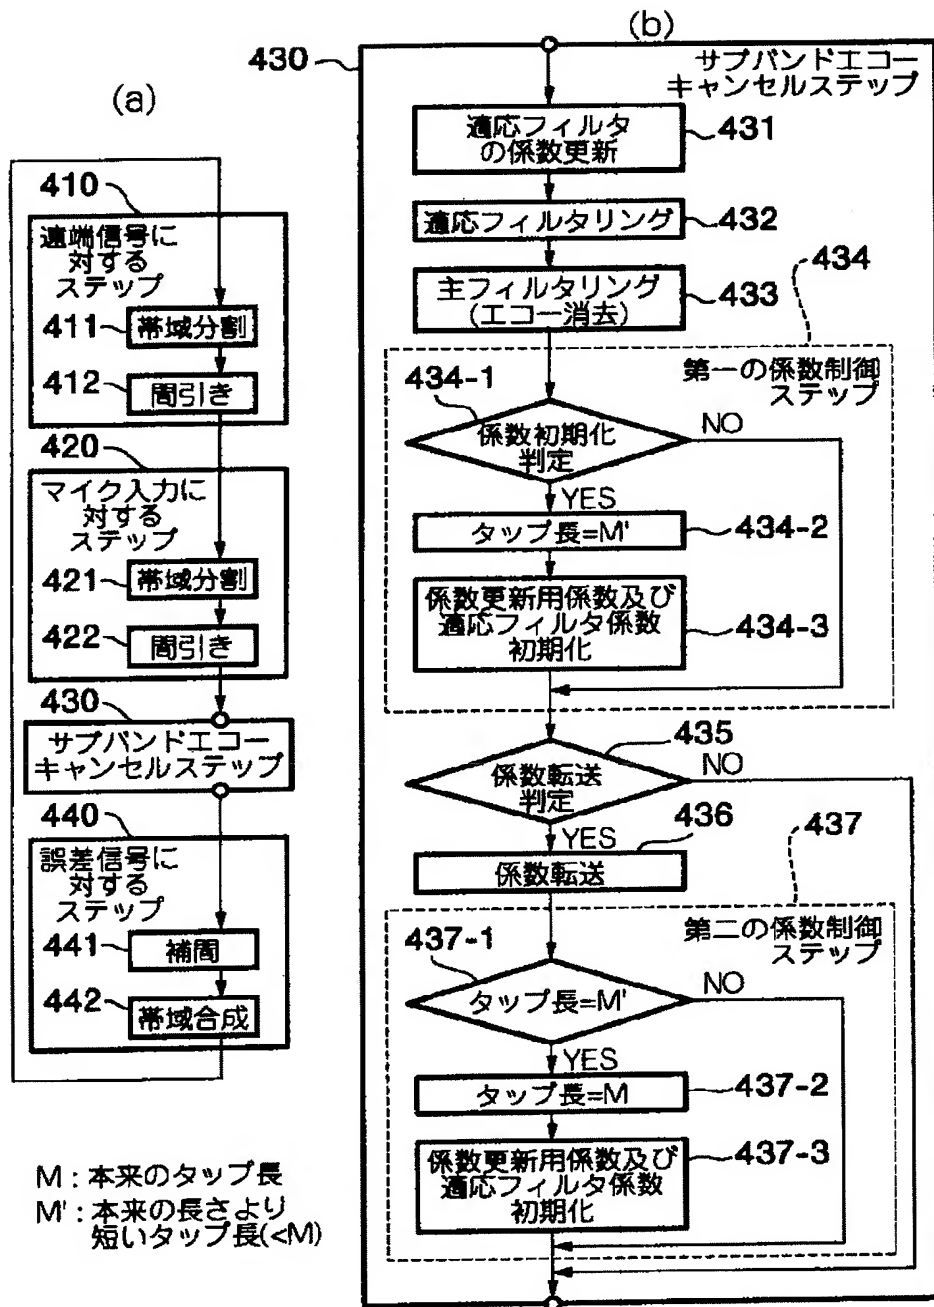 (a)
410
遠端信号に
対する
ステップ
411
帯域分割
412
間引き
420
マイク入力に
対する
ステップ
421
帯域分割
422
間引き
430
サブバンドエコー
キャンセルステップ
440
誤差信号に
対する
ステップ
441
補間
442
帯域合成
M：本来のタップ長
M'：本来の長さより
短いタップ長(<M)
(b)
430
サブバンドエコー
キャンセルステップ
適応フィルタ
の係数更新
431
適応フィルタリング
432
434
主フィルタリング
(エコー消去)
433
第一の係数制御
ステップ
434-1
係数初期化
判定
NO
YES
タップ長=M'
434-2
係数更新用係数及び
適応フィルタ係数
初期化
434-3
435
係数転送
判定
NO
YES
436
係数転送
437
第二の係数制御
ステップ
437-1
タップ長=M'
NO
YES
タップ長=M
437-2
係数更新用係数及び
適応フィルタ係数
初期化
437-3